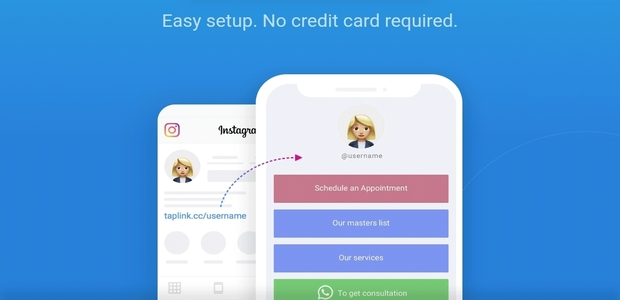 Easy setup. No credit card required.
Instagra
@username
taplink.cc/username
Schedule an Appointment
Our masters list
Our services
To get consultation